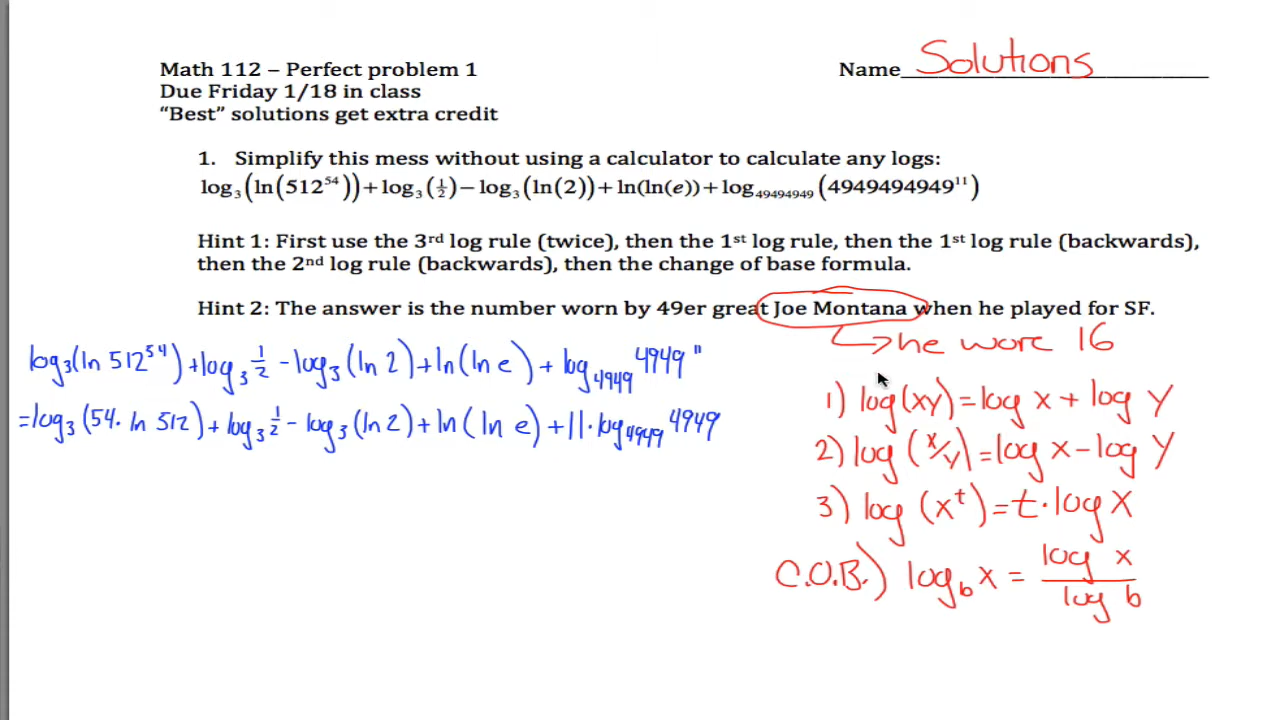 Math 112 – Perfect problem 1
Name Solutions
Due Friday 1/18 in class
“Best” solutions get extra credit
1. Simplify this mess without using a calculator to calculate any logs:
log₃(ln(512⁵⁴))+log₃(½)−log₃(ln(2))+ln(ln(e))+log₄₉₄₉₄₉₄₉(4949494949¹¹)
Hint 1: First use the 3rd log rule (twice), then the 1st log rule, then the 1st log rule (backwards),
then the 2nd log rule (backwards), then the change of base formula.
Hint 2: The answer is the number worn by 49er great Joe Montana when he played for SF.
he wore 16
log₃(ln 512⁵⁴)+log₃ ½ -log₃(ln 2)+ln(ln e)+log₄₉₄₉ 4949¹¹
=log₃(54· ln 512)+log₃ ½ - log₃(ln 2)+ln(ln e)+11·log₄₉₄₉ 4949
1) log(xy)=log x+log y
2) log(x/y)=log x-log y
3) log(xᵗ)=t·log x
C.O.B.) log_b x = log x / log b